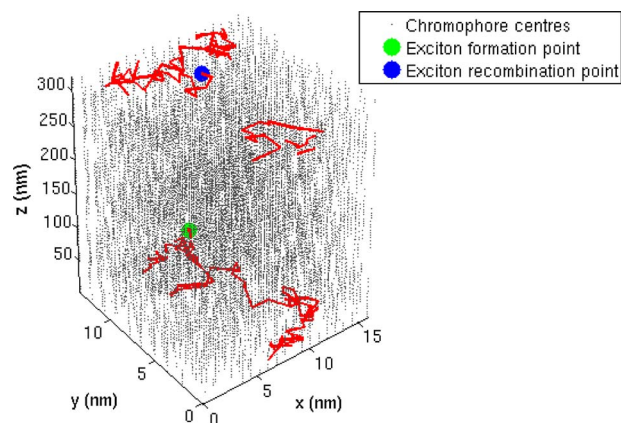 Chromophore centres
Exciton formation point
Exciton recombination point
300
250
200
150
100
50
z (nm)
10
5
0
y (nm)
0
5
10
15
x (nm)